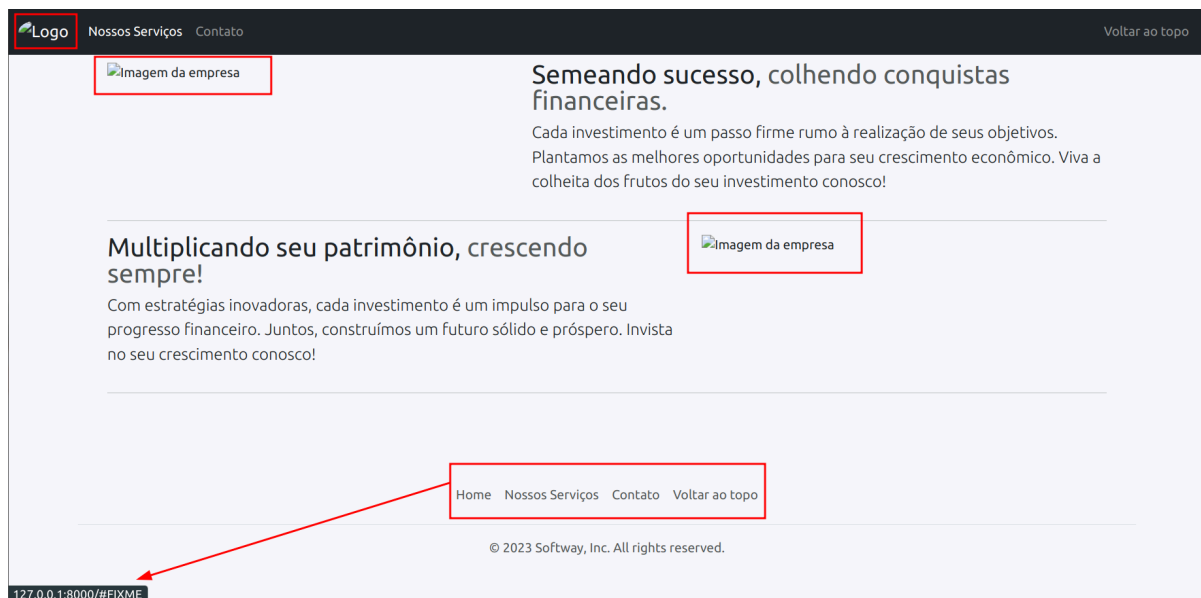 Logo Nossos Serviços Contato Voltar ao topo
Imagem da empresa
Semeando sucesso, colhendo conquistas
financeiras.
Cada investimento é um passo firme rumo à realização de seus objetivos.
Plantamos as melhores oportunidades para seu crescimento econômico. Viva a
colheita dos frutos do seu investimento conosco!
Multiplicando seu patrimônio, crescendo
sempre!
Com estratégias inovadoras, cada investimento é um impulso para o seu
progresso financeiro. Juntos, construímos um futuro sólido e próspero. Invista
no seu crescimento conosco!
Imagem da empresa
Home Nossos Serviços Contato Voltar ao topo
© 2023 Softway, Inc. All rights reserved.
127.0.0.1:8000/#FIXME